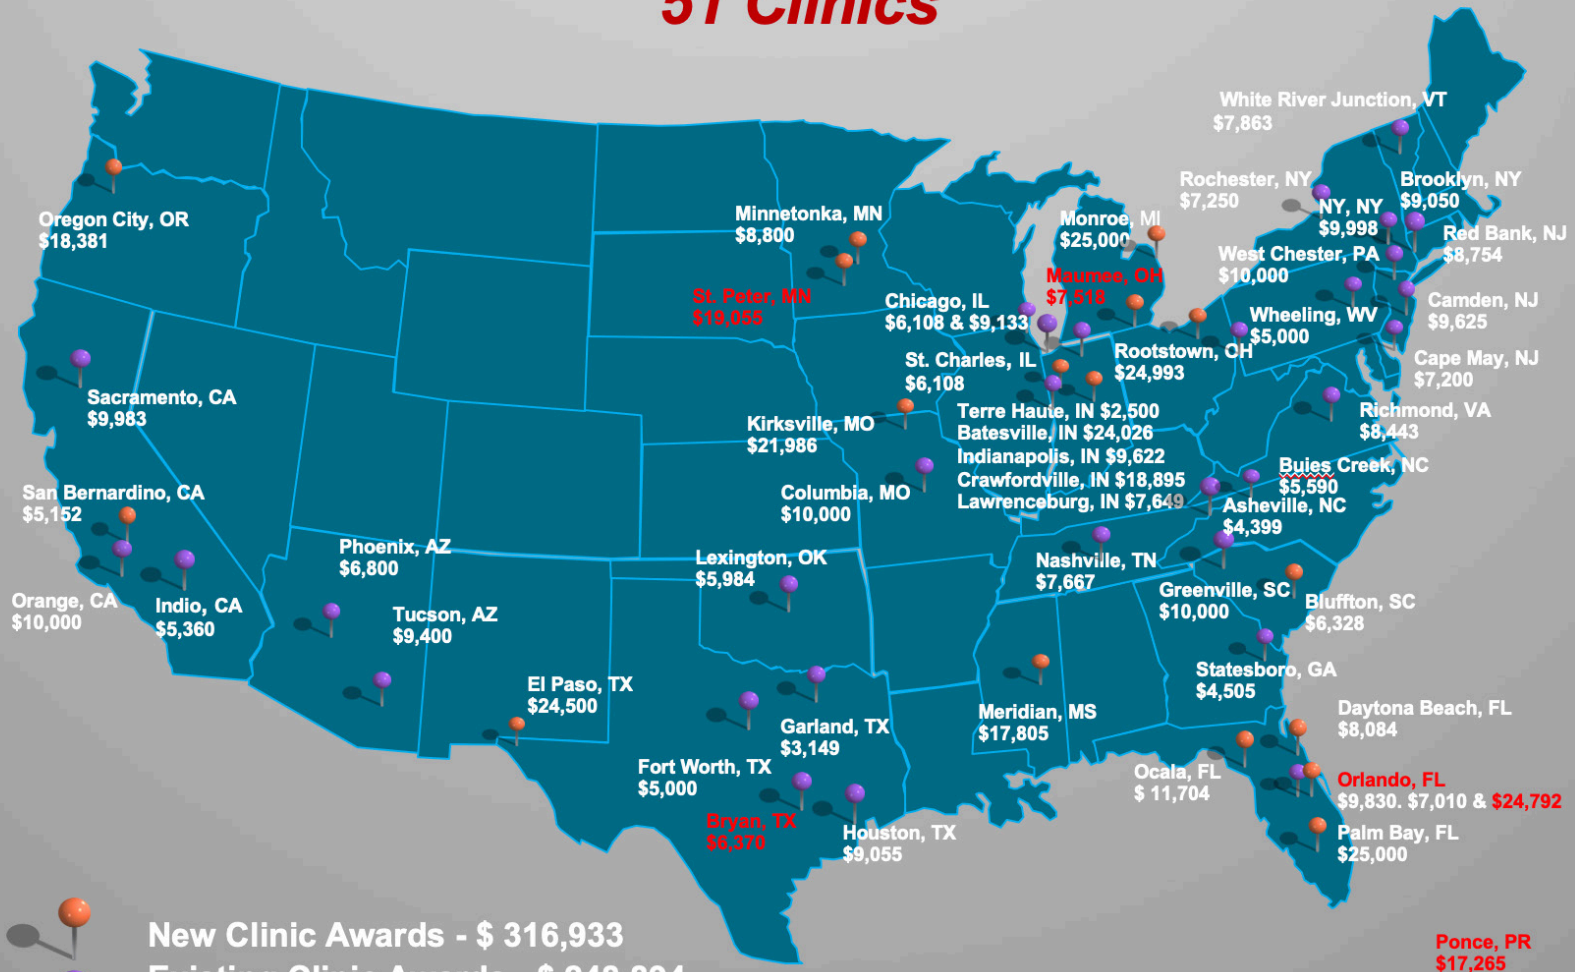 51 Clinics
White River Junction, VT
$7,863
Rochester, NY
$7,250
Brooklyn, NY
$9,050
NY, NY
$9,998
Red Bank, NJ
$8,754
West Chester, PA
$10,000
Oregon City, OR
$18,381
Minnetonka, MN
$8,800
Monroe, MI
$25,000
Maumee, OH
$7,518
St. Peter, MN
$19,055
Chicago, IL
$6,108 & $9,133
Camden, NJ
$9,625
Wheeling, WV
$5,000
Rootstown, OH
$24,993
Cape May, NJ
$7,200
St. Charles, IL
$6,108
Sacramento, CA
$9,983
Kirksville, MO
$21,986
Terre Haute, IN $2,500
Batesville, IN $24,026
Indianapolis, IN $9,622
Crawfordville, IN $18,895
Lawrenceburg, IN $7,649
Richmond, VA
$8,443
Buies Creek, NC
$5,590
San Bernardino, CA
$5,152
Columbia, MO
$10,000
Asheville, NC
$4,399
Phoenix, AZ
$6,800
Lexington, OK
$5,984
Nashville, TN
$7,667
Orange, CA
$10,000
Indio, CA
$5,360
Tucson, AZ
$9,400
Greenville, SC
$10,000
Bluffton, SC
$6,328
Statesboro, GA
$4,505
El Paso, TX
$24,500
Garland, TX
$3,149
Meridian, MS
$17,805
Daytona Beach, FL
$8,084
Fort Worth, TX
$5,000
Ocala, FL
$ 11,704
Orlando, FL
$9,830. $7,010 & $24,792
Bryan, TX
$6,370
Houston, TX
$9,055
Palm Bay, FL
$25,000
New Clinic Awards - $ 316,933
Existing Clinic Awards - $
Ponce, PR
$17,265